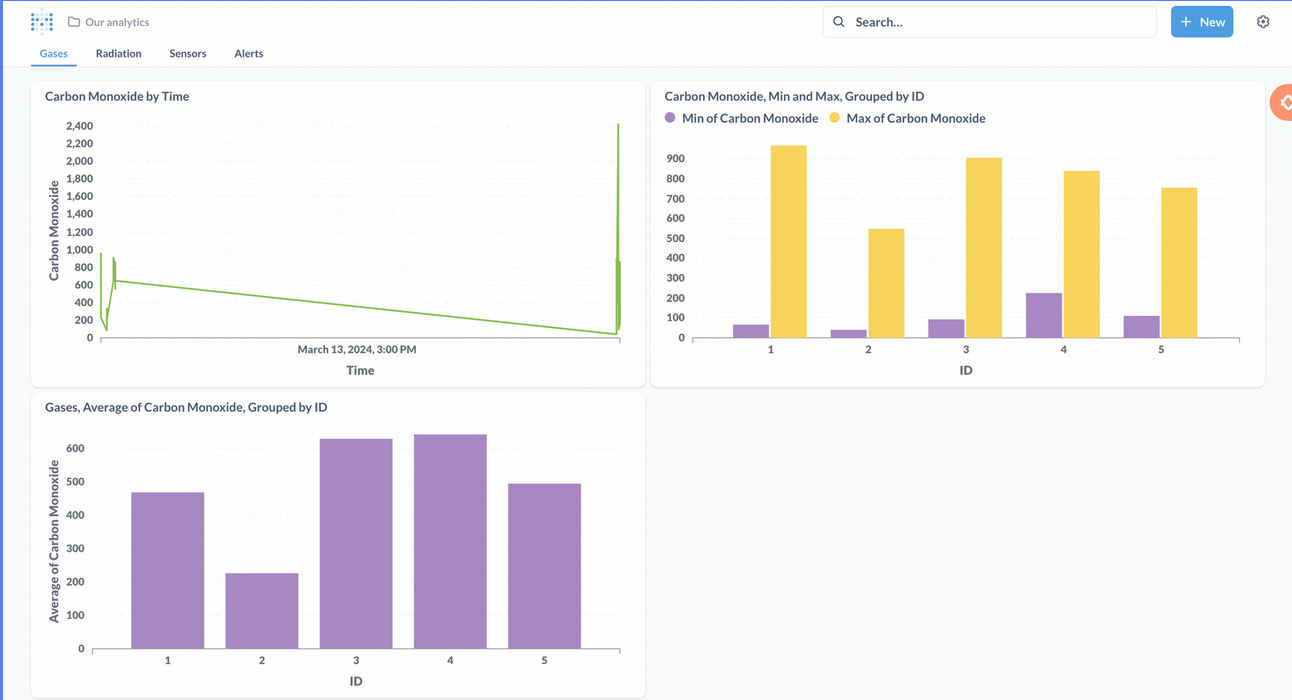 Our analytics
Search...
New
Gases
Radiation
Sensors
Alerts
Carbon Monoxide by Time
2,400
2,200
2,000
1,800
1,600
1,400
1,200
1,000
800
600
400
200
0
Carbon Monoxide
March 13, 2024, 3:00 PM
Time
Carbon Monoxide, Min and Max, Grouped by ID
Min of Carbon Monoxide
Max of Carbon Monoxide
900
800
700
600
500
400
300
200
100
0
1
2
3
4
5
ID
Gases, Average of Carbon Monoxide, Grouped by ID
600
500
400
300
200
100
0
Average of Carbon Monoxide
1
2
3
4
5
ID